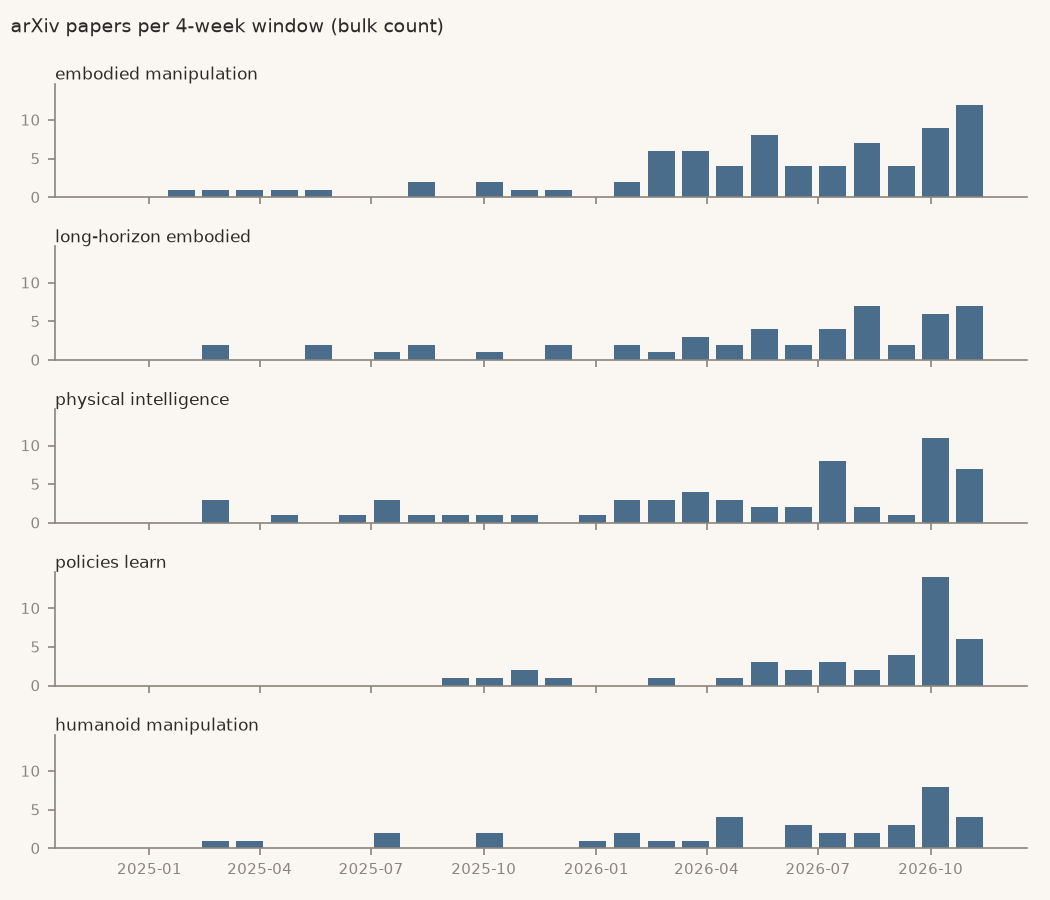 arXiv papers per 4-week window (bulk count)
embodied manipulation
10
5
0
long-horizon embodied
10
5
0
physical intelligence
10
5
0
policies learn
10
5
0
humanoid manipulation
10
5
0
2025-01 2025-04 2025-07 2025-10 2026-01 2026-04 2026-07 2026-10